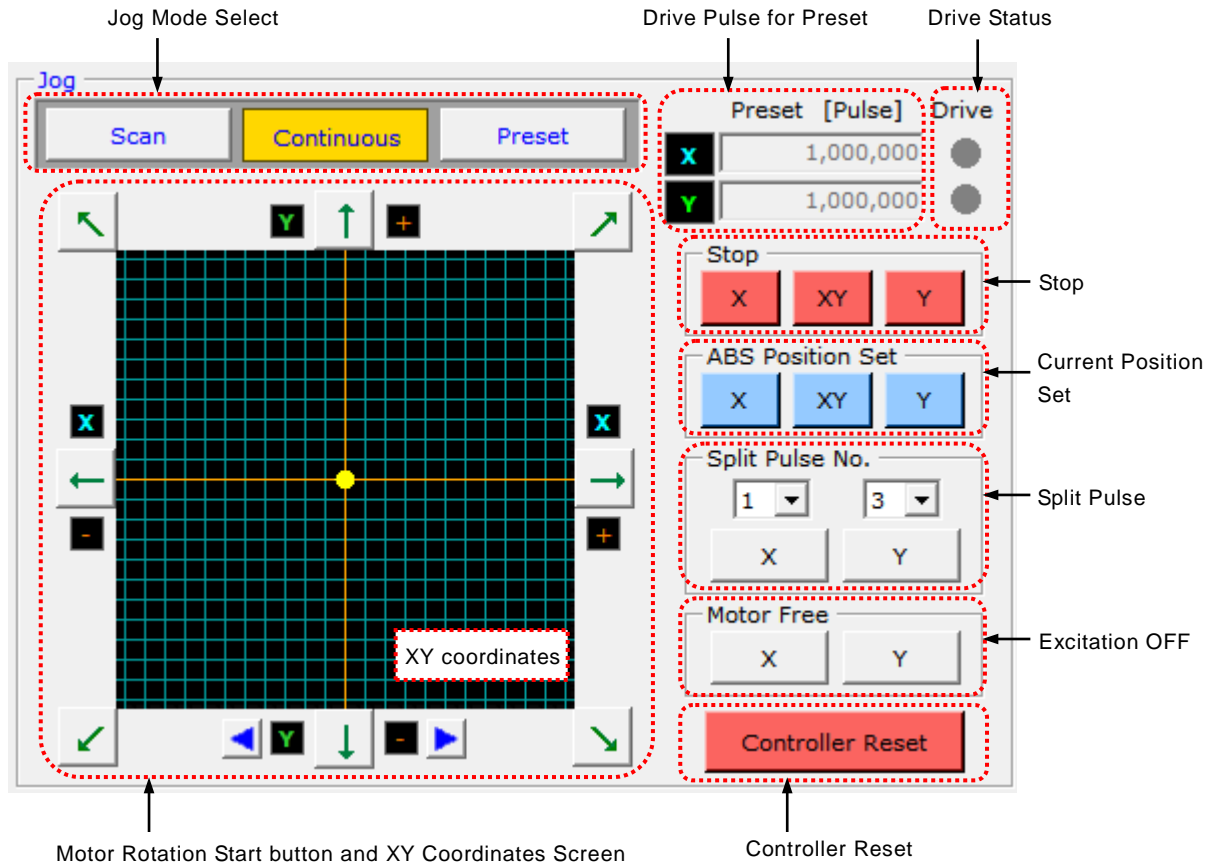 Jog Mode Select
Drive Pulse for Preset
Drive Status
Jog
Scan
Continuous
Preset
Preset [Pulse]
Drive
X
1,000,000
Y
1,000,000
Y
+
Stop
X
XY
Y
Stop
ABS Position Set
X
XY
Y
Current Position
Set
X
-
X
+
Split Pulse No.
1
3
X
Y
Split Pulse
Motor Free
X
Y
Excitation OFF
XY coordinates
Y
-
Controller Reset
Motor Rotation Start button and XY Coordinates Screen
Controller Reset